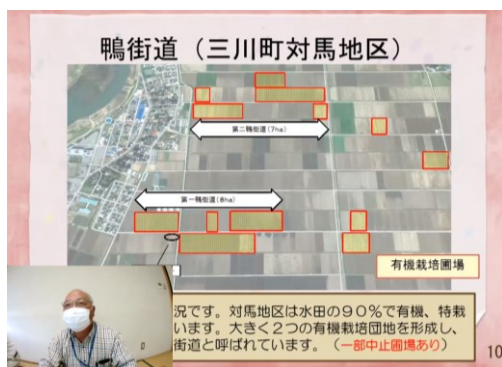 鴨街道（三川町対馬地区）
第二鴨街道（7ha）
第一鴨街道（8ha）
有機栽培圃場
況です。対馬地区は水田の９０％で有機、特栽
います。大きく２つの有機栽培団地を形成し、
街道と呼ばれています。（一部中止圃場あり）
10